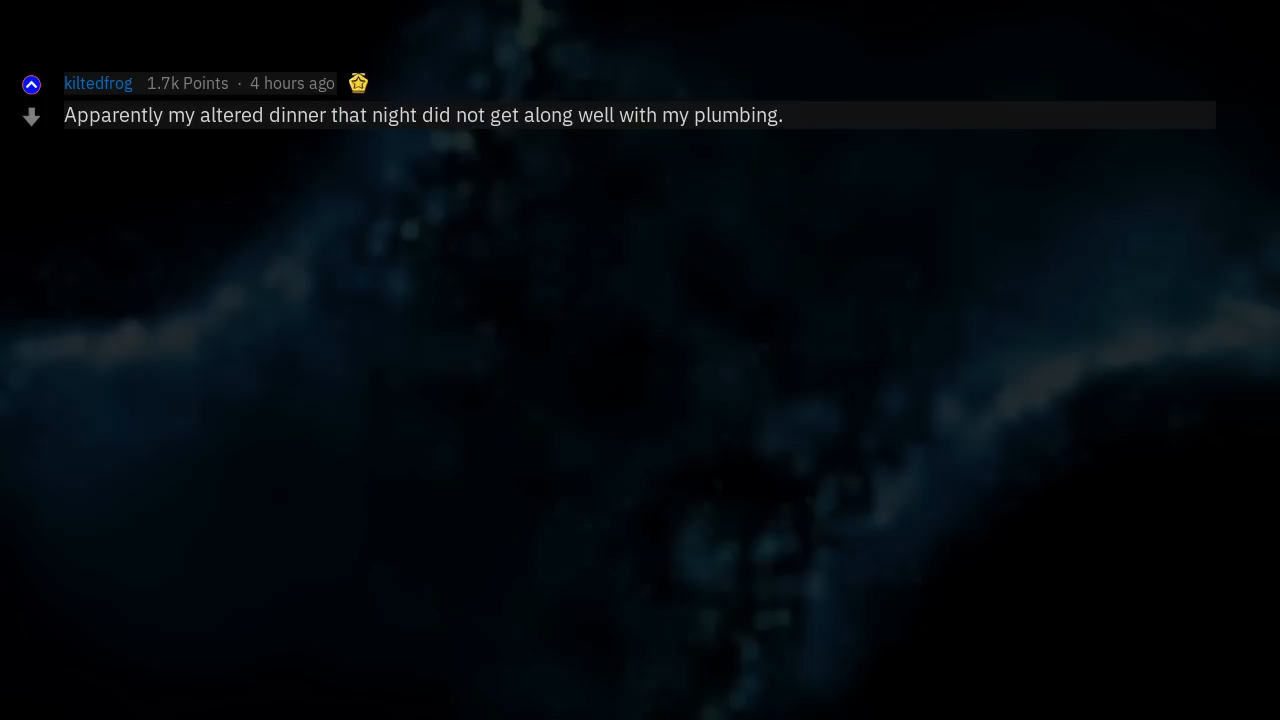 kiltedfrog 1.7k Points · 4 hours ago
Apparently my altered dinner that night did not get along well with my plumbing.